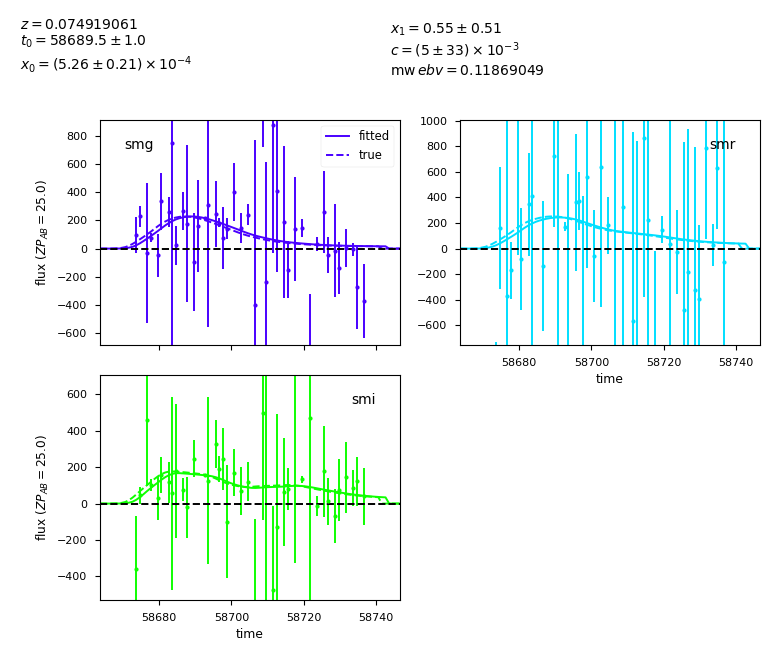 z = 0.074919061
t₀ = 58689.5 ± 1.0
x₀ = (5.26 ± 0.21) × 10⁻⁴
x₁ = 0.55 ± 0.51
c = (5 ± 33) × 10⁻³
mw ebv = 0.11869049
smg
fitted
true
800
600
400
200
0
−200
−400
−600
flux (ZP_AB = 25.0)
smr
1000
800
600
400
200
0
−200
−400
−600
58680 58700 58720 58740
time
smi
600
400
200
0
−200
−400
flux (ZP_AB = 25.0)
58680 58700 58720 58740
time